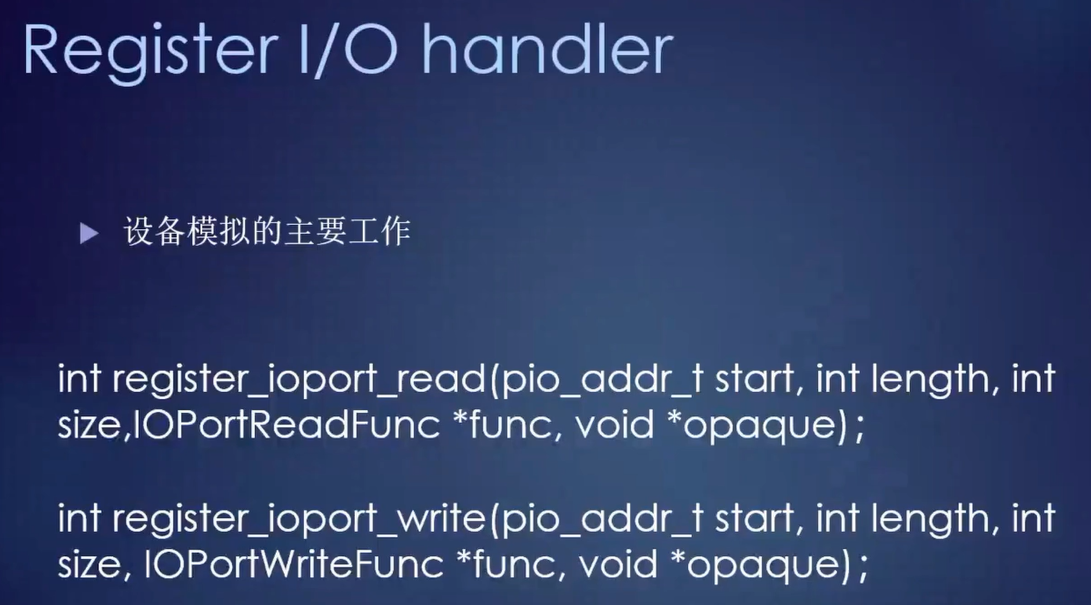 Register I/O handler
设备模拟的主要工作
int register_ioport_read(pio_addr_t start, int length, int
size,IOPortReadFunc *func, void *opaque);
int register_ioport_write(pio_addr_t start, int length, int
size, IOPortWriteFunc *func, void *opaque);